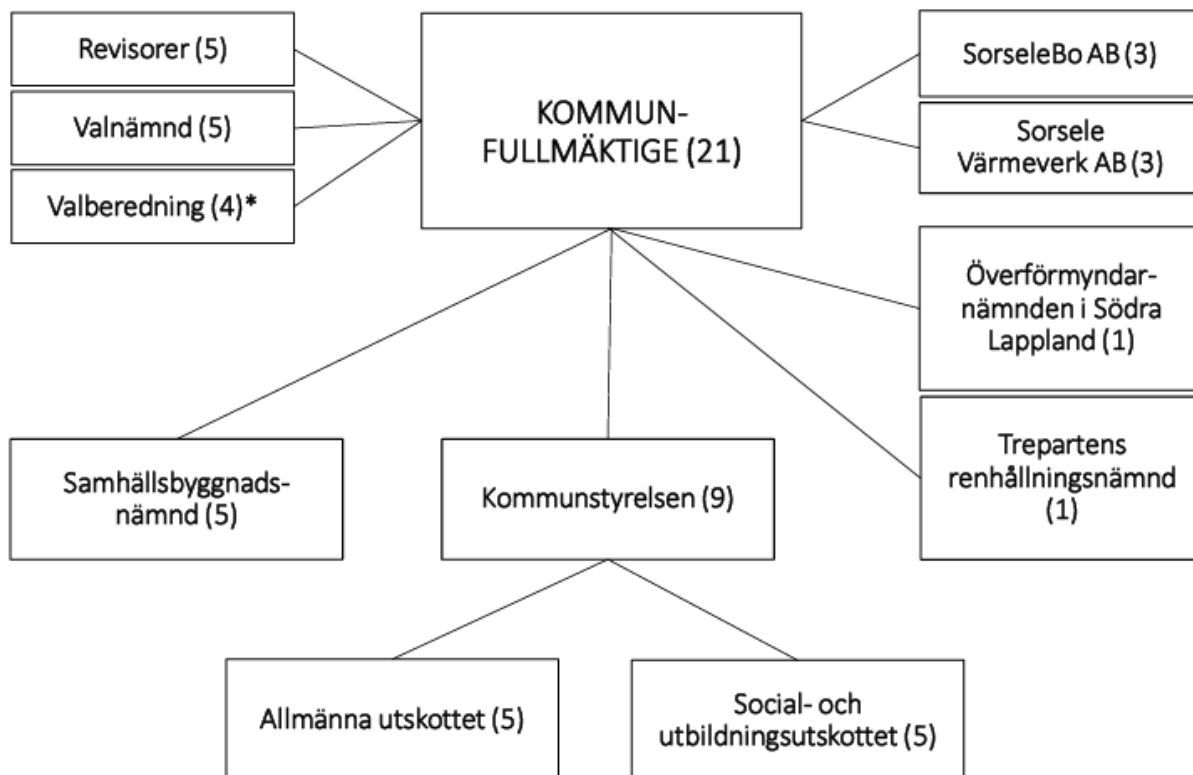 Revisorer (5)
Valnämnd (5)
Valberedning (4)*
KOMMUN-
FULLMÄKTIGE (21)
SorseleBo AB (3)
Sorsele
Värmeverk AB (3)
Överförmyndar-
nämnden i Södra
Lappland (1)
Trepartens
renhållningsnämnd
(1)
Samhällsbyggnads-
nämnd (5)
Kommunstyrelsen (9)
Allmänna utskottet (5)
Social- och
utbildningsutskottet (5)